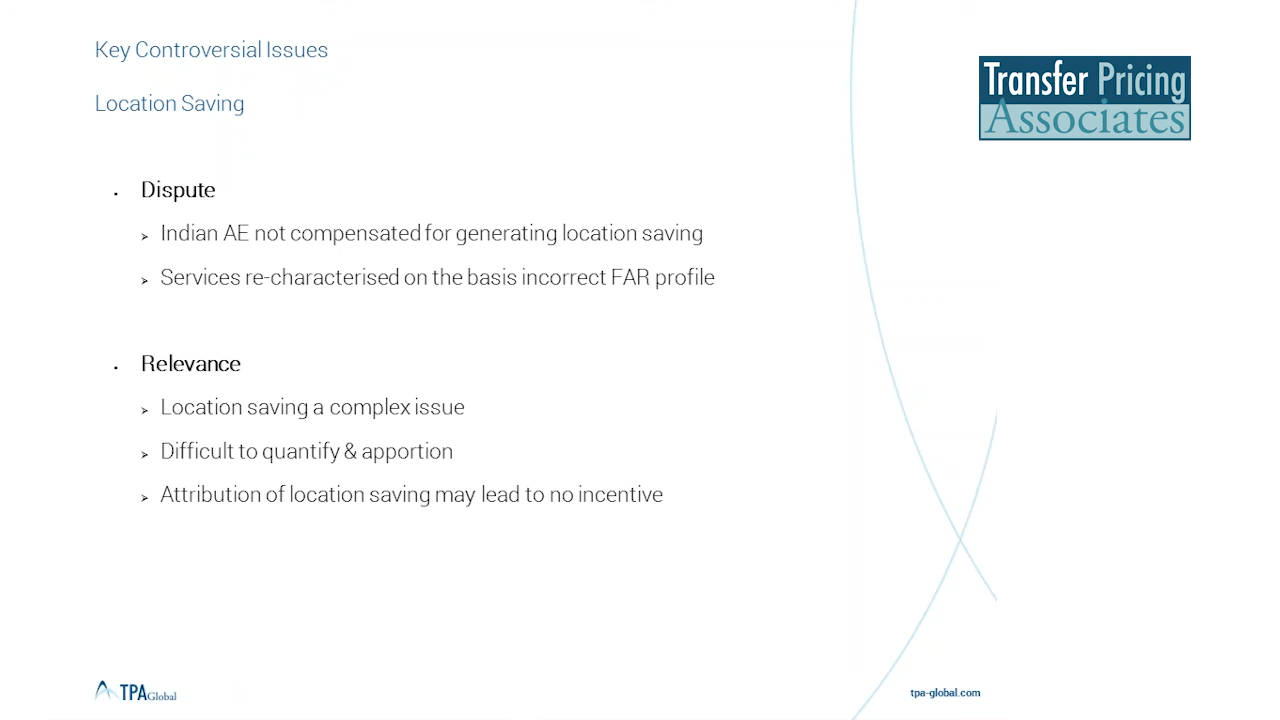 Key Controversial Issues
Location Saving
Transfer Pricing
Associates
Dispute
Indian AE not compensated for generating location saving
Services re-characterised on the basis incorrect FAR profile
Relevance
Location saving a complex issue
Difficult to quantify & apportion
Attribution of location saving may lead to no incentive
TPA Global
tpa-global.com